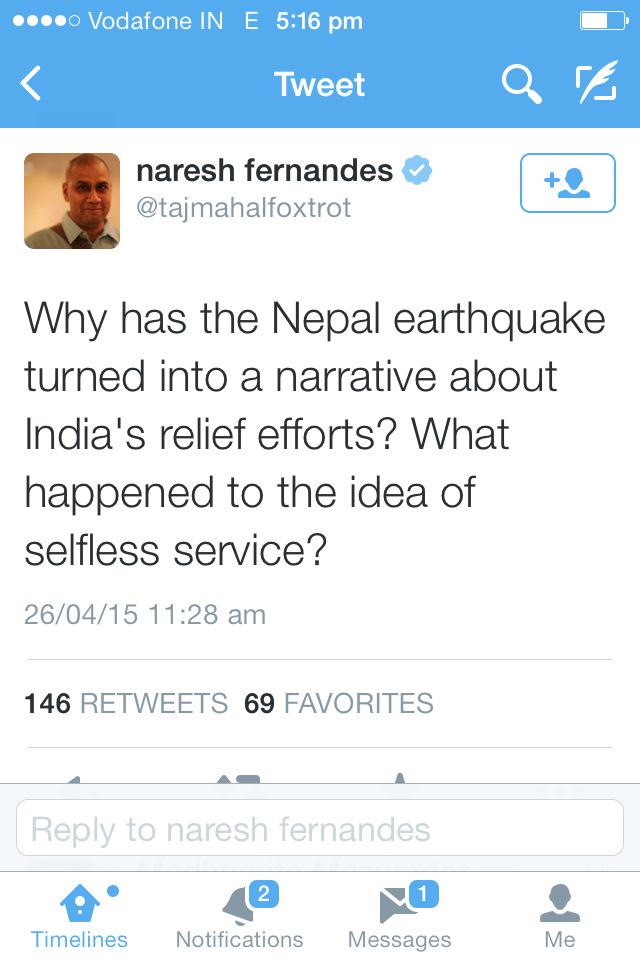 Vodafone IN E 5:16 pm
Tweet
naresh fernandes
@tajmahalfoxtrot
Why has the Nepal earthquake
turned into a narrative about
India's relief efforts? What
happened to the idea of
selfless service?
26/04/15 11:28 am
146 RETWEETS 69 FAVORITES
Reply to naresh fernandes
2
1
Timelines Notifications Messages Me